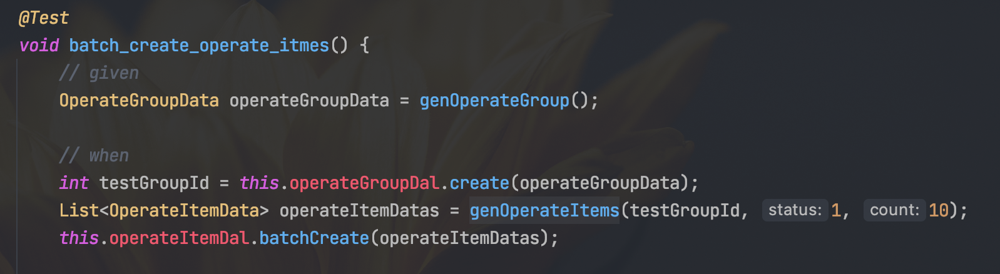 @Test
void batch_create_operate_itmes() {
// given
OperateGroupData operateGroupData = genOperateGroup();
// when
int testGroupId = this.operateGroupDal.create(operateGroupData);
List<OperateItemData> operateItemDatas = genOperateItems(testGroupId, status: 1, count: 10);
this.operateItemDal.batchCreate(operateItemDatas);